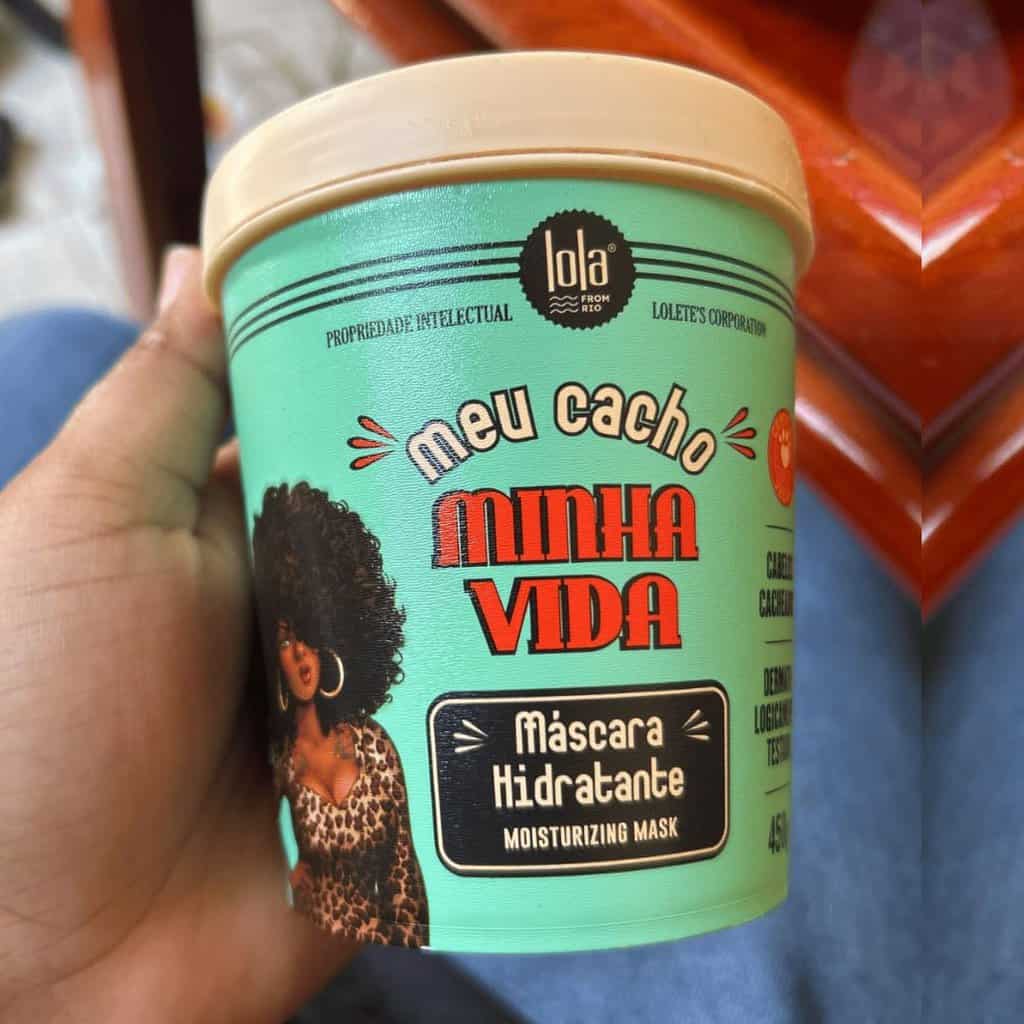 lola®
FROM
RIO
PROPRIEDADE INTELECTUAL
LOLETE'S CORPORATION
meu cacho
MINHA
VIDA
Máscara
Hidratante
MOISTURIZING MASK